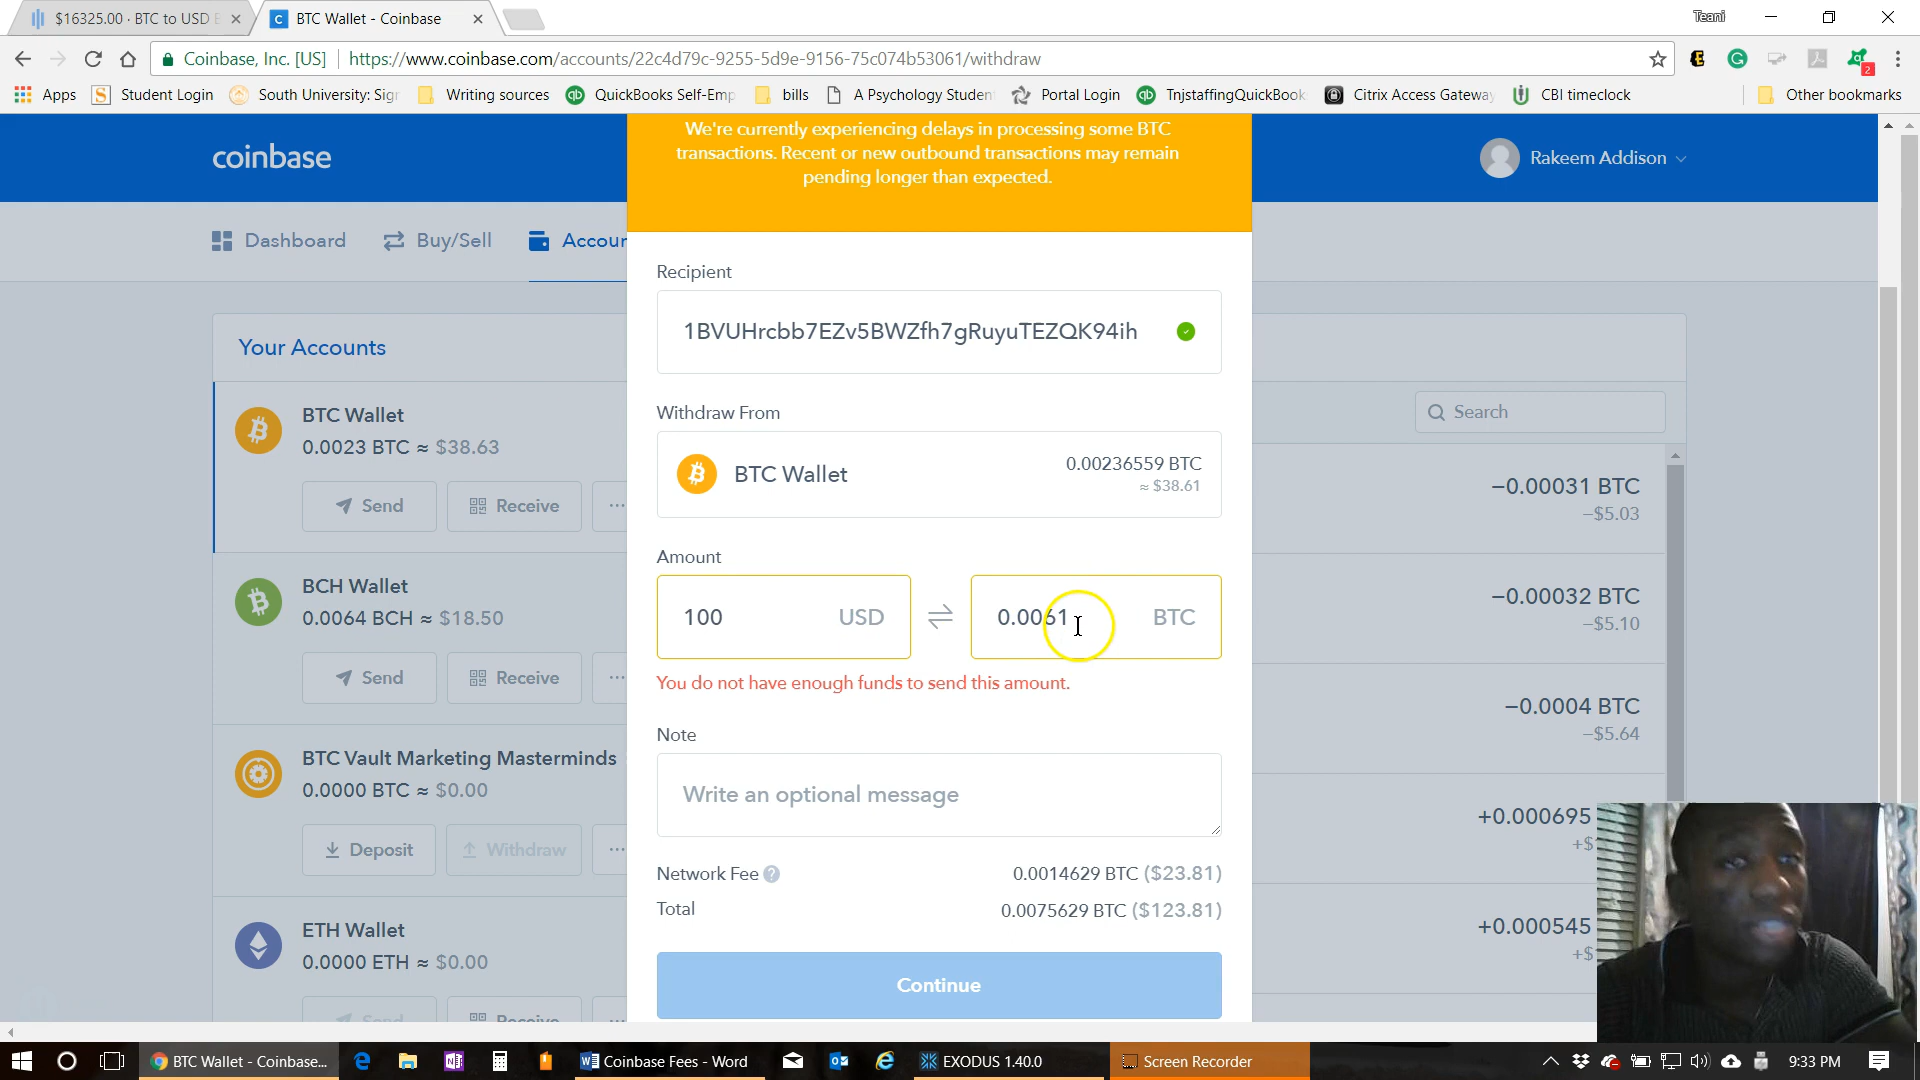 $16325.00 · BTC to USD E
BTC Wallet - Coinbase
Teani
Coinbase, Inc. [US]
https://www.coinbase.com/accounts/22c4d79c-9255-5d9e-9156-75c074b53061/withdraw
2
Apps
Student Login
South University: Sig
Writing sources
QuickBooks Self-Emp
bills
A Psychology Studen
Portal Login
TnjstaffingQuickBook
Citrix Access Gateway
CBI timeclock
Other bookmarks
coinbase
We're currently experiencing delays in processing some BTC
transactions. Recent or new outbound transactions may remain
pending longer than expected.
Rakeem Addison
Dashboard
Buy/Sell
Accoun
Recipient
1BVUHrcbb7EZv5BWZfh7gRuyuTEZQK94ih
Your Accounts
BTC Wallet
0.0023 BTC ≈ $38.63
Send
Receive
BCH Wallet
0.0064 BCH ≈ $18.50
Send
Receive
BTC Vault Marketing Masterminds
0.0000 BTC ≈ $0.00
Deposit
Withdraw
ETH Wallet
0.0000 ETH ≈ $0.00
Send
Receive
Withdraw From
BTC Wallet
0.00236559 BTC
≈ $38.61
Amount
100 USD
0.0061 BTC
You do not have enough funds to send this amount.
Note
Write an optional message
Network Fee ?
0.0014629 BTC ($23.81)
Total
0.0075629 BTC ($123.81)
Continue
Search
−0.00031 BTC
−$5.03
−0.00032 BTC
−$5.10
−0.0004 BTC
−$5.64
+0.000695
+$
+0.000545
+$
BTC Wallet - Coinbase...
Coinbase Fees - Word
EXODUS 1.40.0
Screen Recorder
9:33 PM